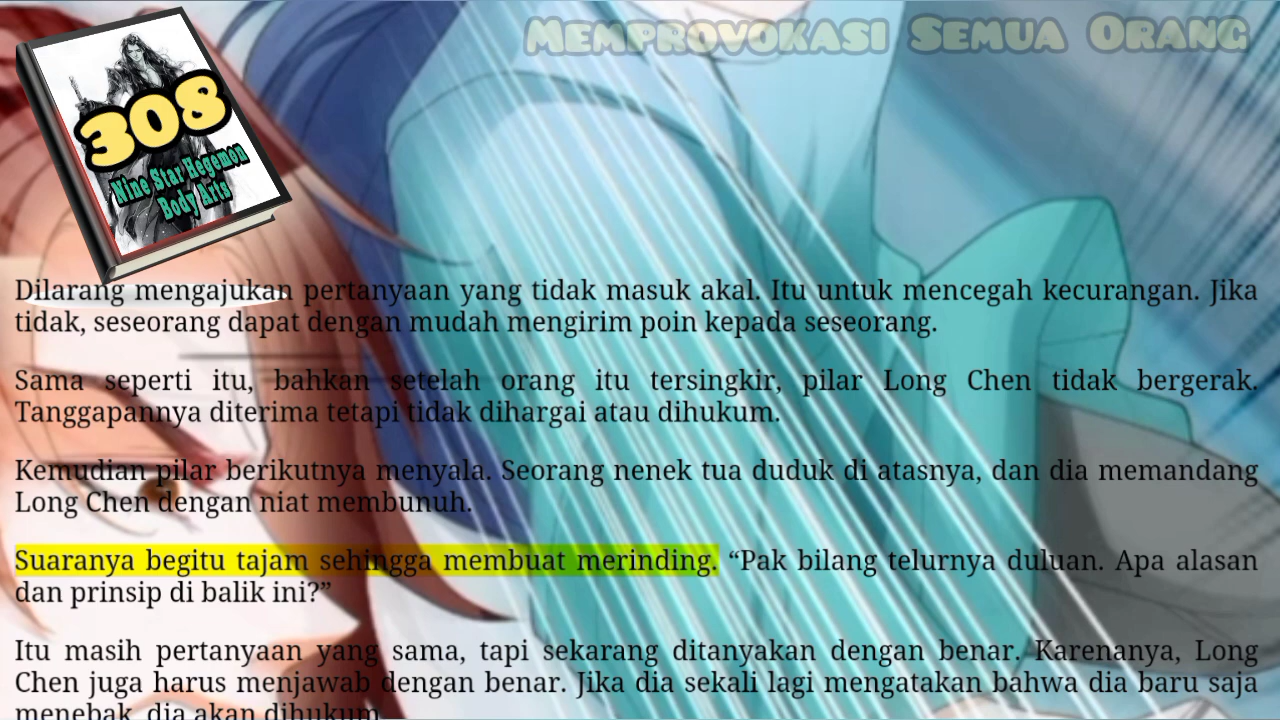 Memprovokasi Semua Orang
308
Nine Star Hegemon
Body Arts
Dilarang mengajukan pertanyaan yang tidak masuk akal. Itu untuk mencegah kecurangan. Jika
tidak, seseorang dapat dengan mudah mengirim poin kepada seseorang.
Sama seperti itu, bahkan setelah orang itu tersingkir, pilar Long Chen tidak bergerak.
Tanggapannya diterima tetapi tidak dihargai atau dihukum.
Kemudian pilar berikutnya menyala. Seorang nenek tua duduk di atasnya, dan dia memandang
Long Chen dengan niat membunuh.
Suaranya begitu tajam sehingga membuat merinding. “Pak bilang telurnya duluan. Apa alasan
dan prinsip di balik ini?”
Itu masih pertanyaan yang sama, tapi sekarang ditanyakan dengan benar. Karenanya, Long
Chen juga harus menjawab dengan benar. Jika dia sekali lagi mengatakan bahwa dia baru saja
menebak, dia akan dihukum.